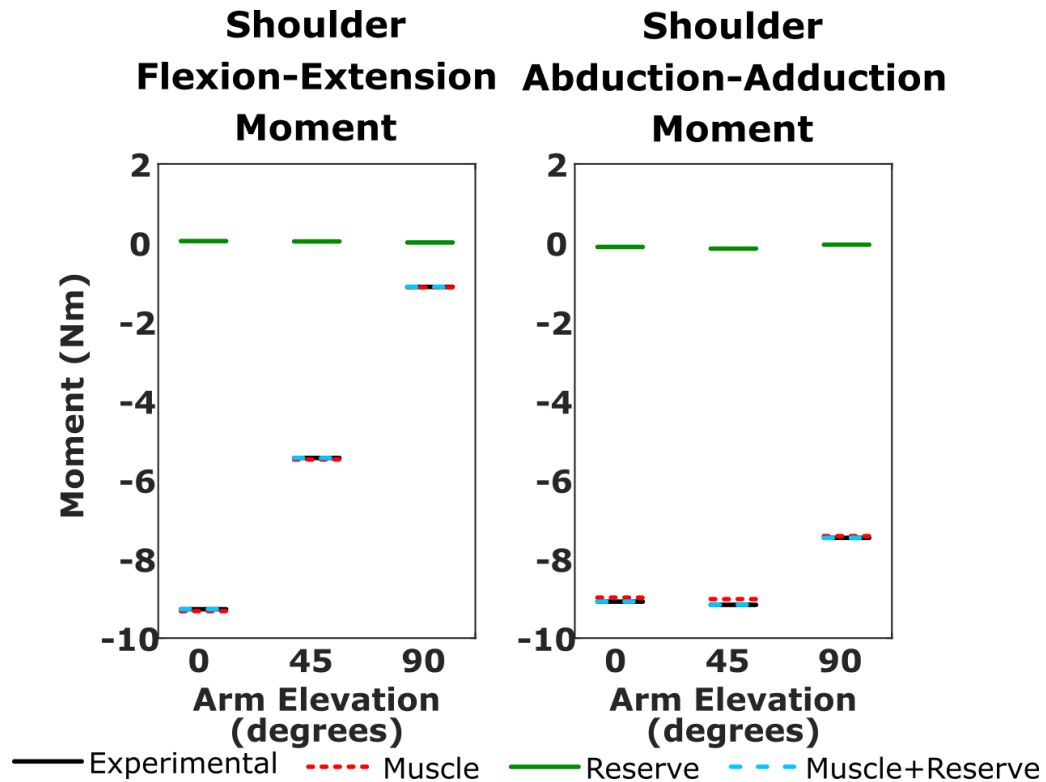 Shoulder
Flexion-Extension
Moment
Shoulder
Abduction-Adduction
Moment
Moment (Nm)
2
0
-2
-4
-6
-8
-10
0 45 90
Arm Elevation
(degrees)
2
0
-2
-4
-6
-8
-10
0 45 90
Arm Elevation
(degrees)
Experimental Muscle Reserve Muscle+Reserve